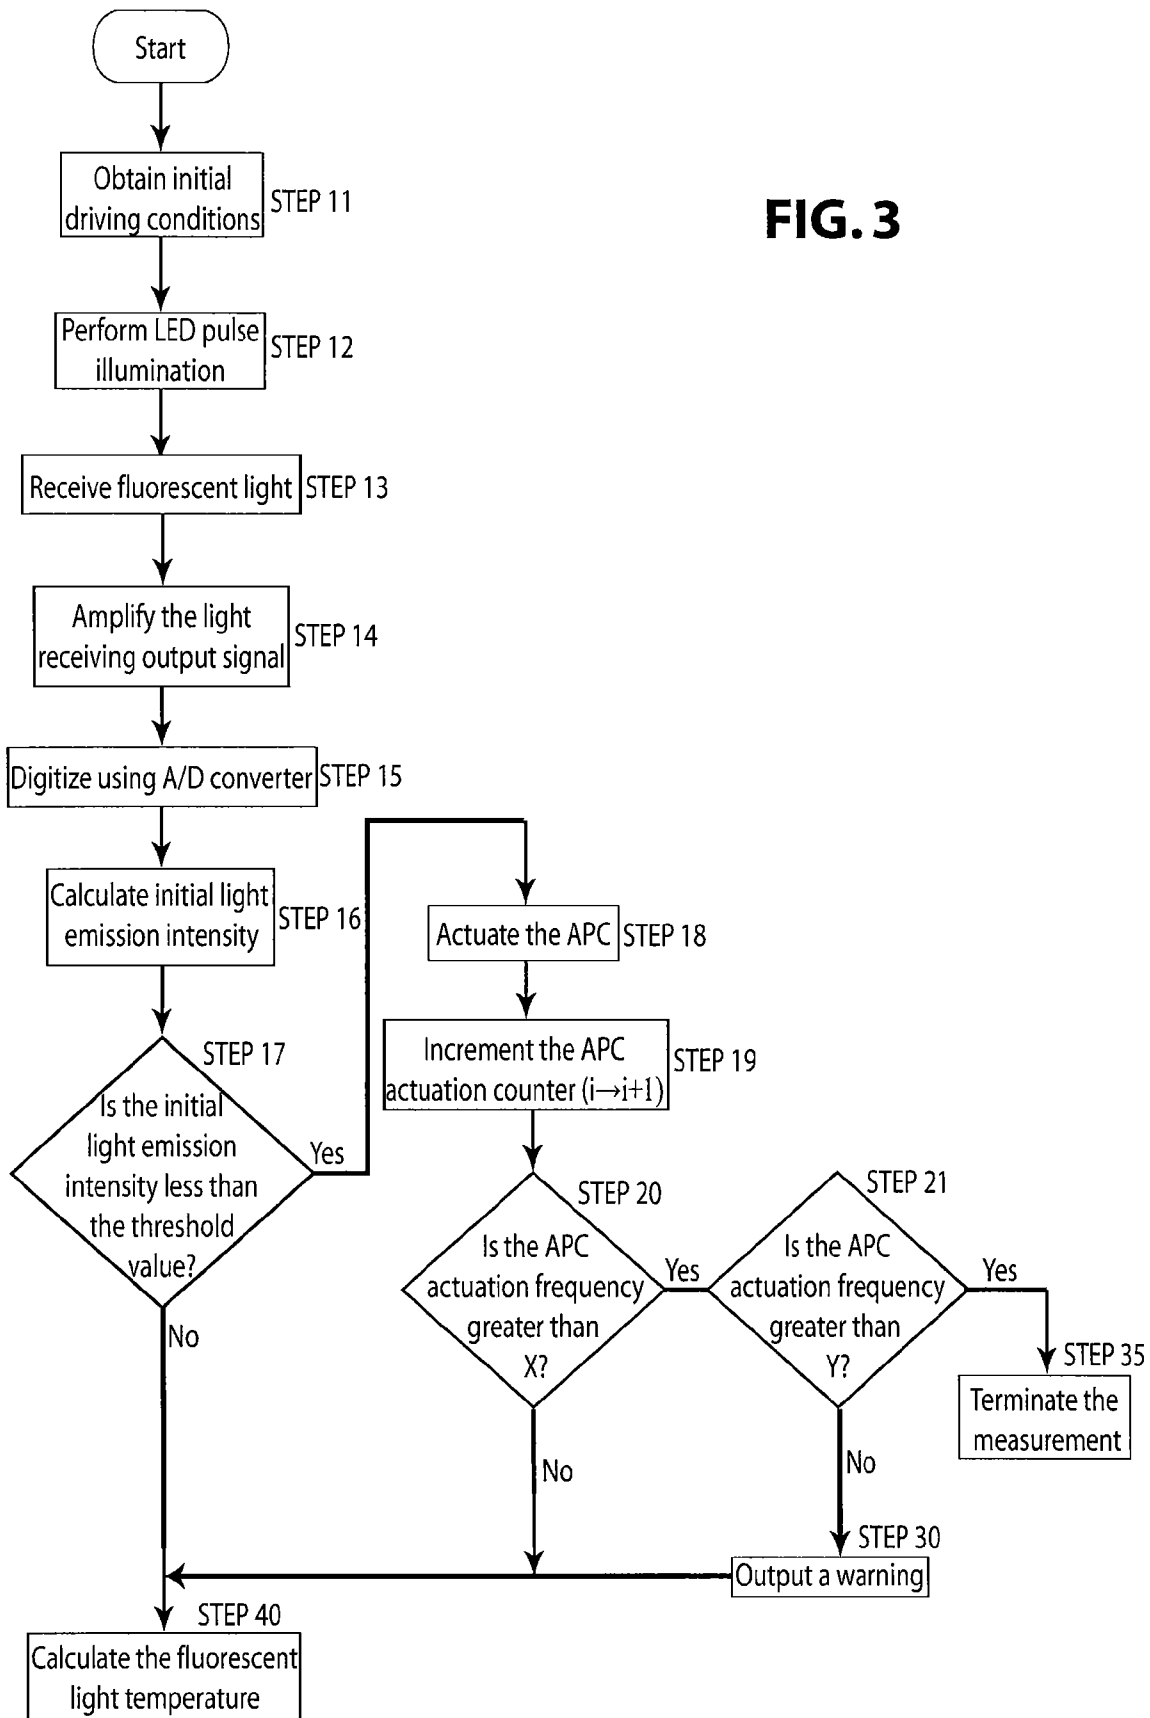 Start
FIG. 3
Obtain initial
driving conditions
STEP 11
Perform LED pulse
illumination
STEP 12
Receive fluorescent light
STEP 13
Amplify the light
receiving output signal
STEP 14
Digitize using A/D converter
STEP 15
Calculate initial light
emission intensity
STEP 16
STEP 17
Is the initial
light emission
intensity less than
the threshold
value?
Yes
No
Actuate the APC
STEP 18
Increment the APC
actuation counter (i→i+1)
STEP 19
STEP 20
Is the APC
actuation frequency
greater than
X?
Yes
No
STEP 21
Is the APC
actuation frequency
greater than
Y?
Yes
No
STEP 35
Terminate the
measurement
STEP 30
Output a warning
STEP 40
Calculate the fluorescent
light temperature